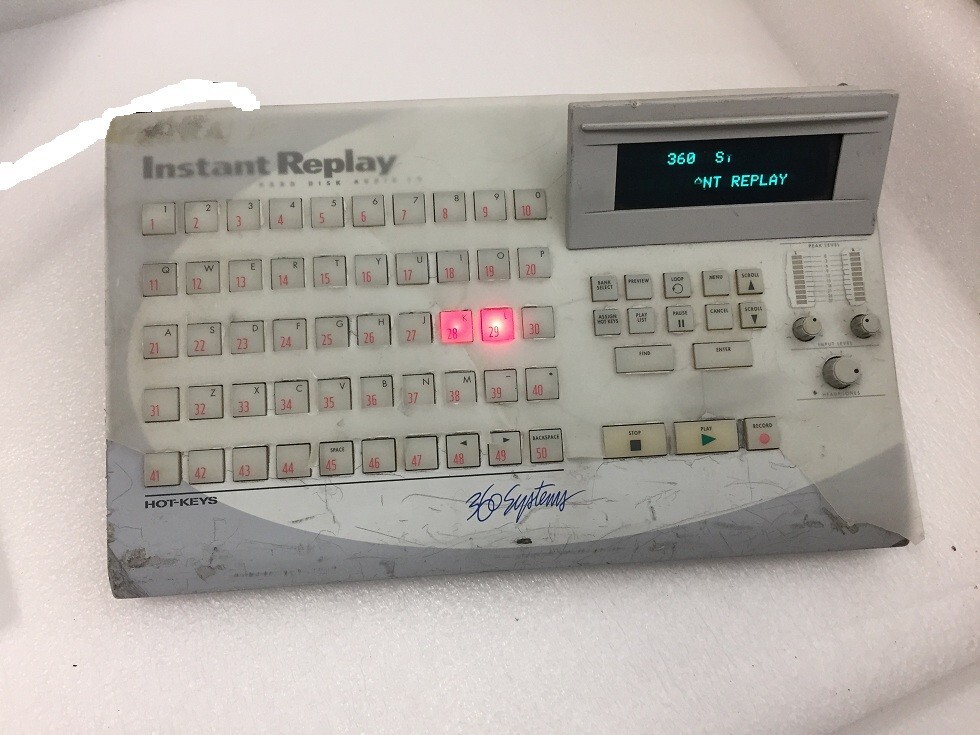 Instant Replay
HARD DISK AUDIO
360
NT REPLAY
1 1 2 2 3 3 4 4 5 5 6 6 7 7 8 8 9 9 0 10
Q 11 W 12 E 13 R 14 T 15 Y 16 U 17 I 18 O 19 P 20
A 21 S 22 D 23 F 24 G 25 H 26 J 27 K 28 L 29 30
31 Z 32 X 33 C 34 V 35 B 36 N 37 M 38 – 39 40
41 42 43 44 SPACE 45 46 47 ◄ 48 ► 49 BACKSPACE 50
HOT-KEYS
360 Systems
BANK SELECT PREVIEW LOOP MENU SCROLL ▲
ASSIGN HOT KEYS PLAY LIST PAUSE CANCEL SCROLL ▼
FIND ENTER
STOP PLAY RECORD
PEAK LEVEL
INPUT LEVEL
HEADPHONES